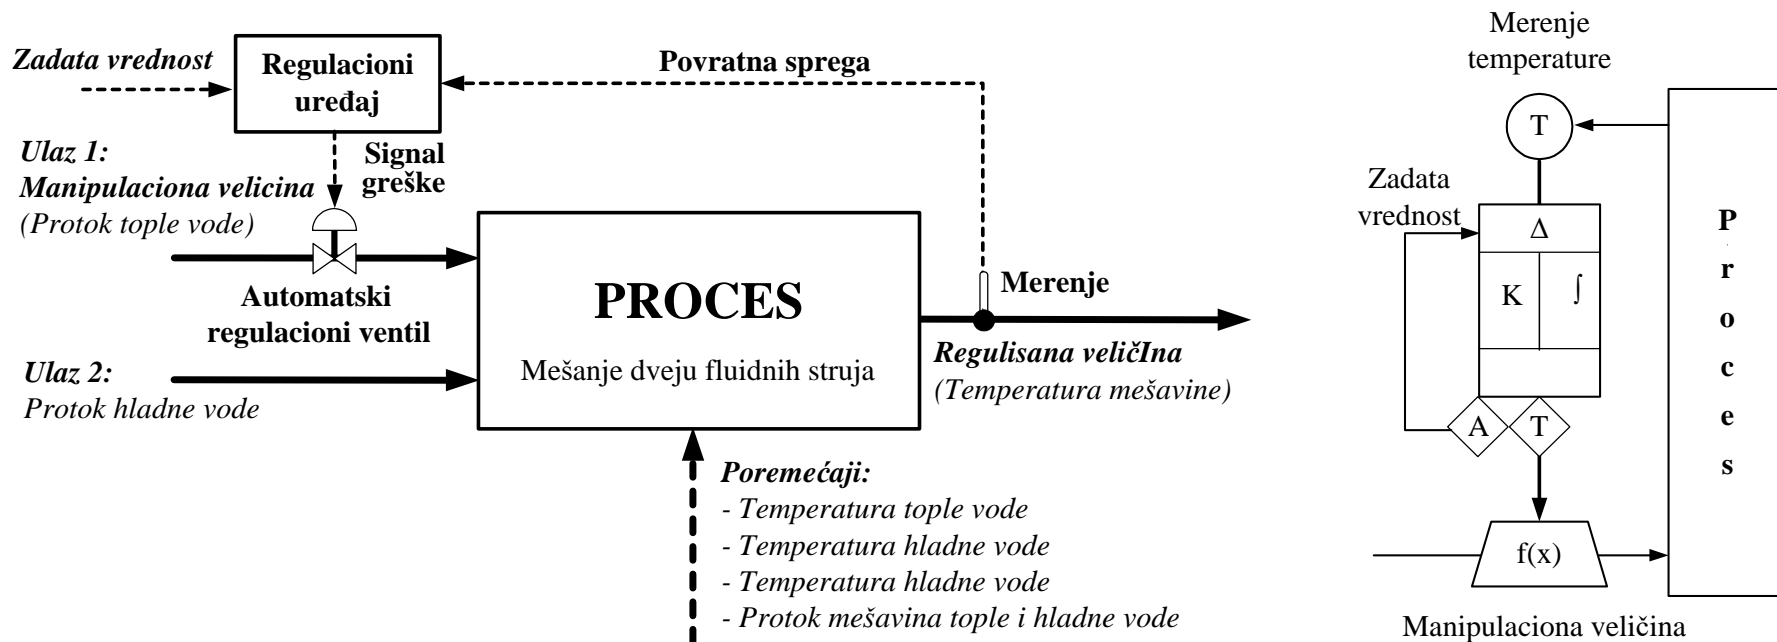 Zadata vrednost
Regulacioni
uređaj
Povratna sprega
Ulaz 1:
Manipulaciona velicina
(Protok tople vode)
Signal
greške
Automatski
regulacioni ventil
Ulaz 2:
Protok hladne vode
PROCES
Mešanje dveju fluidnih struja
Merenje
Regulisana veličIna
(Temperatura mešavine)
Poremećaji:
- Temperatura tople vode
- Temperatura hladne vode
- Temperatura hladne vode
- Protok mešavina tople i hladne vode
Merenje
temperature
T
Zadata
vrednost
Δ
K
∫
A
T
f(x)
Manipulaciona veličina
P
r
o
c
e
s